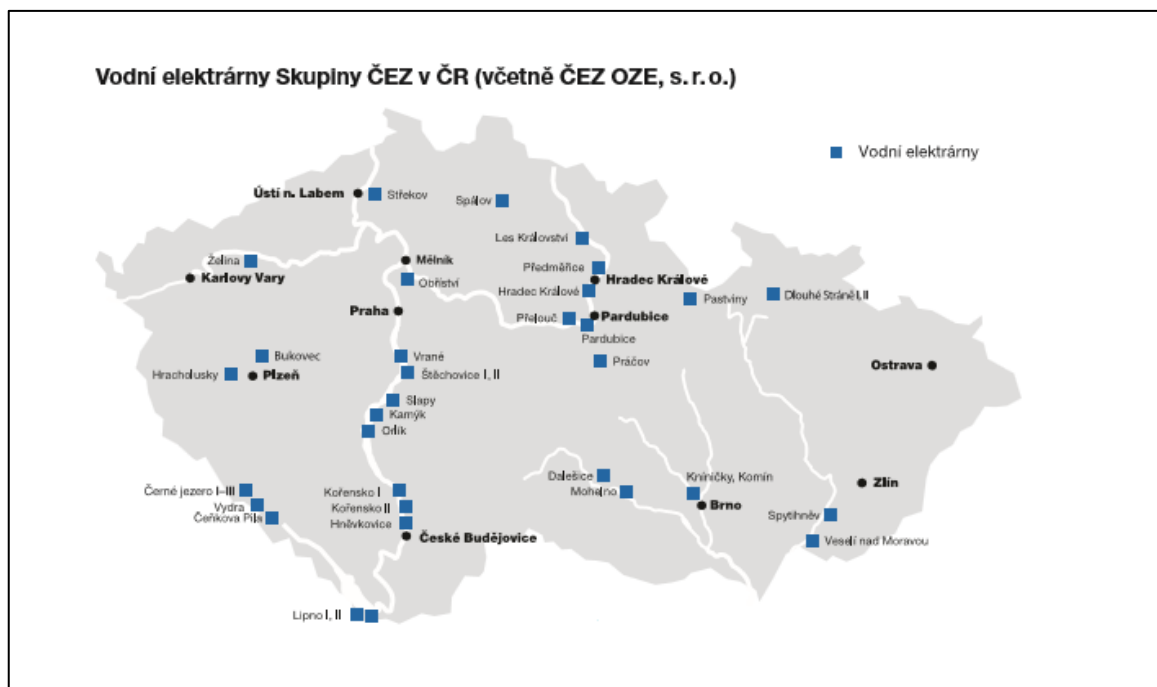 Vodní elektrárny Skupiny ČEZ v ČR (včetně ČEZ OZE, s. r. o.)
Vodní elektrárny
Ústí n. Labem
Střekov
Spálov
Les Království
Želina
Mělník
Předměřice
Karlovy Vary
Hradec Králové
Obříství
Hradec Králové
Pastviny
Dlouhé Stráně I, II
Praha
Přelouč
Pardubice
Pardubice
Bukovec
Vrané
Práčov
Ostrava
Hracholusky
Plzeň
Štěchovice I, II
Slapy
Kamýk
Orlík
Dalešice
Kníničky, Komín
Zlín
Černé jezero I–III
Kořensko I
Mohelno
Vydra
Kořensko II
Brno
Čeňkova Pila
Hněvkovice
Spytihněv
České Budějovice
Veselí nad Moravou
Lipno I, II